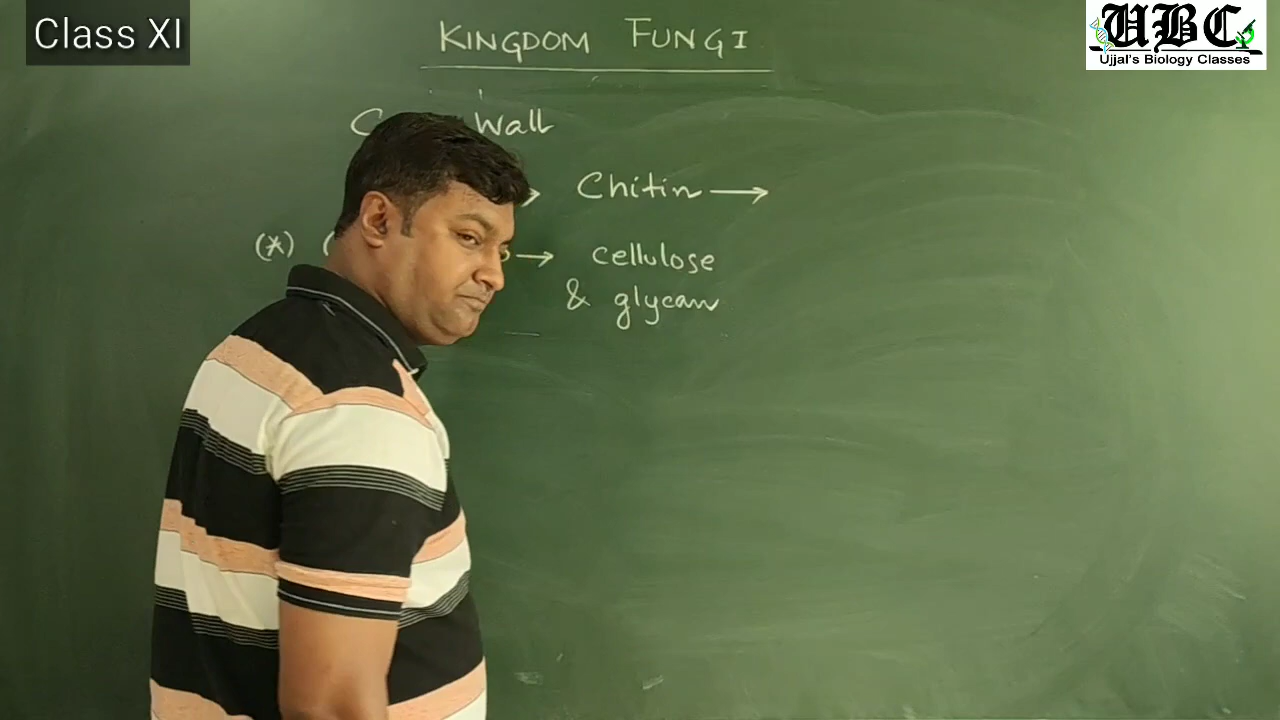 Class XI
UBC
Ujjal's Biology Classes
KINGDOM FUNGI
Wall
→ Chitin →
(*) → cellulose
& glycan